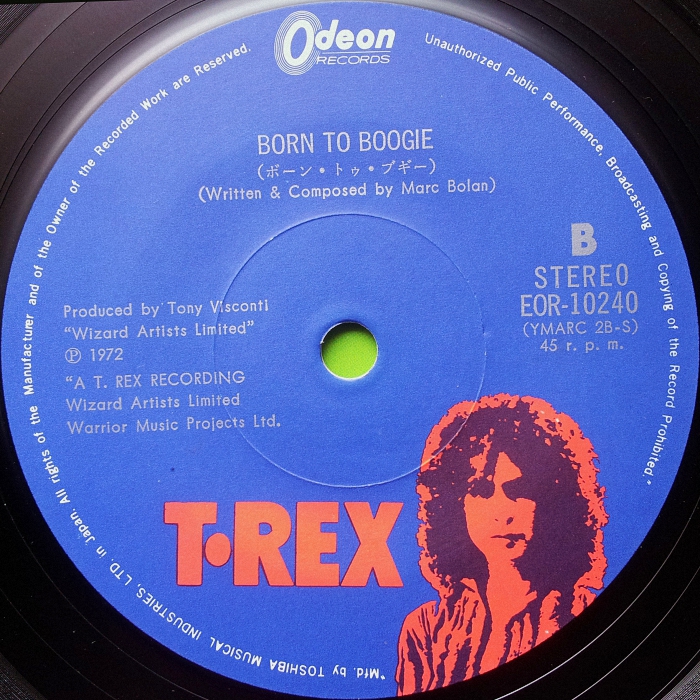 Odeon
RECORDS
BORN TO BOOGIE
(ボーン・トゥ・ブギー)
(Written & Composed by Marc Bolan)
B
STEREO
EOR-10240
(YMARC 2B-S)
45 r. p. m.
Produced by Tony Visconti
"Wizard Artists Limited"
Ⓟ 1972
"A T. REX RECORDING
Wizard Artists Limited
Warrior Music Projects Ltd.
T•REX
"Mfd. by TOSHIBA MUSICAL INDUSTRIES, LTD. in Japan. All rights of the Manufacturer and of the Owner of the Recorded Work are Reserved. Unauthorized Public Performance, Broadcasting and Copying of the Record Prohibited."